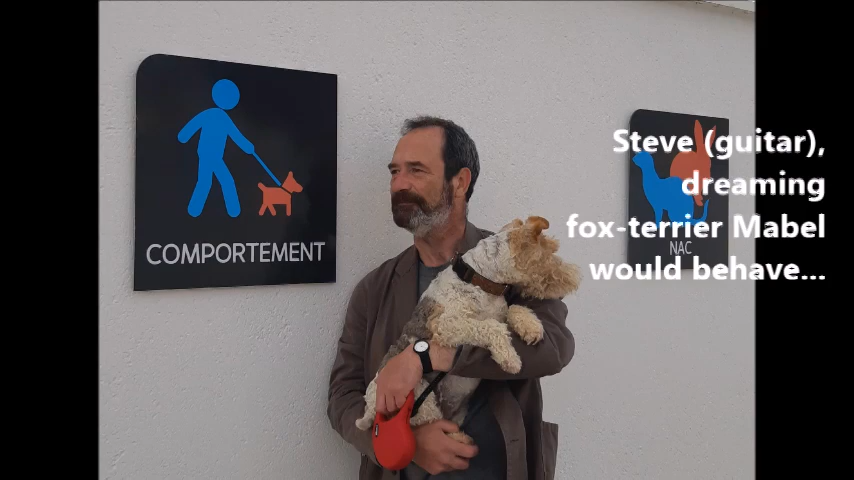 COMPORTEMENT
NAC
Steve (guitar),
dreaming
fox-terrier Mabel
would behave...